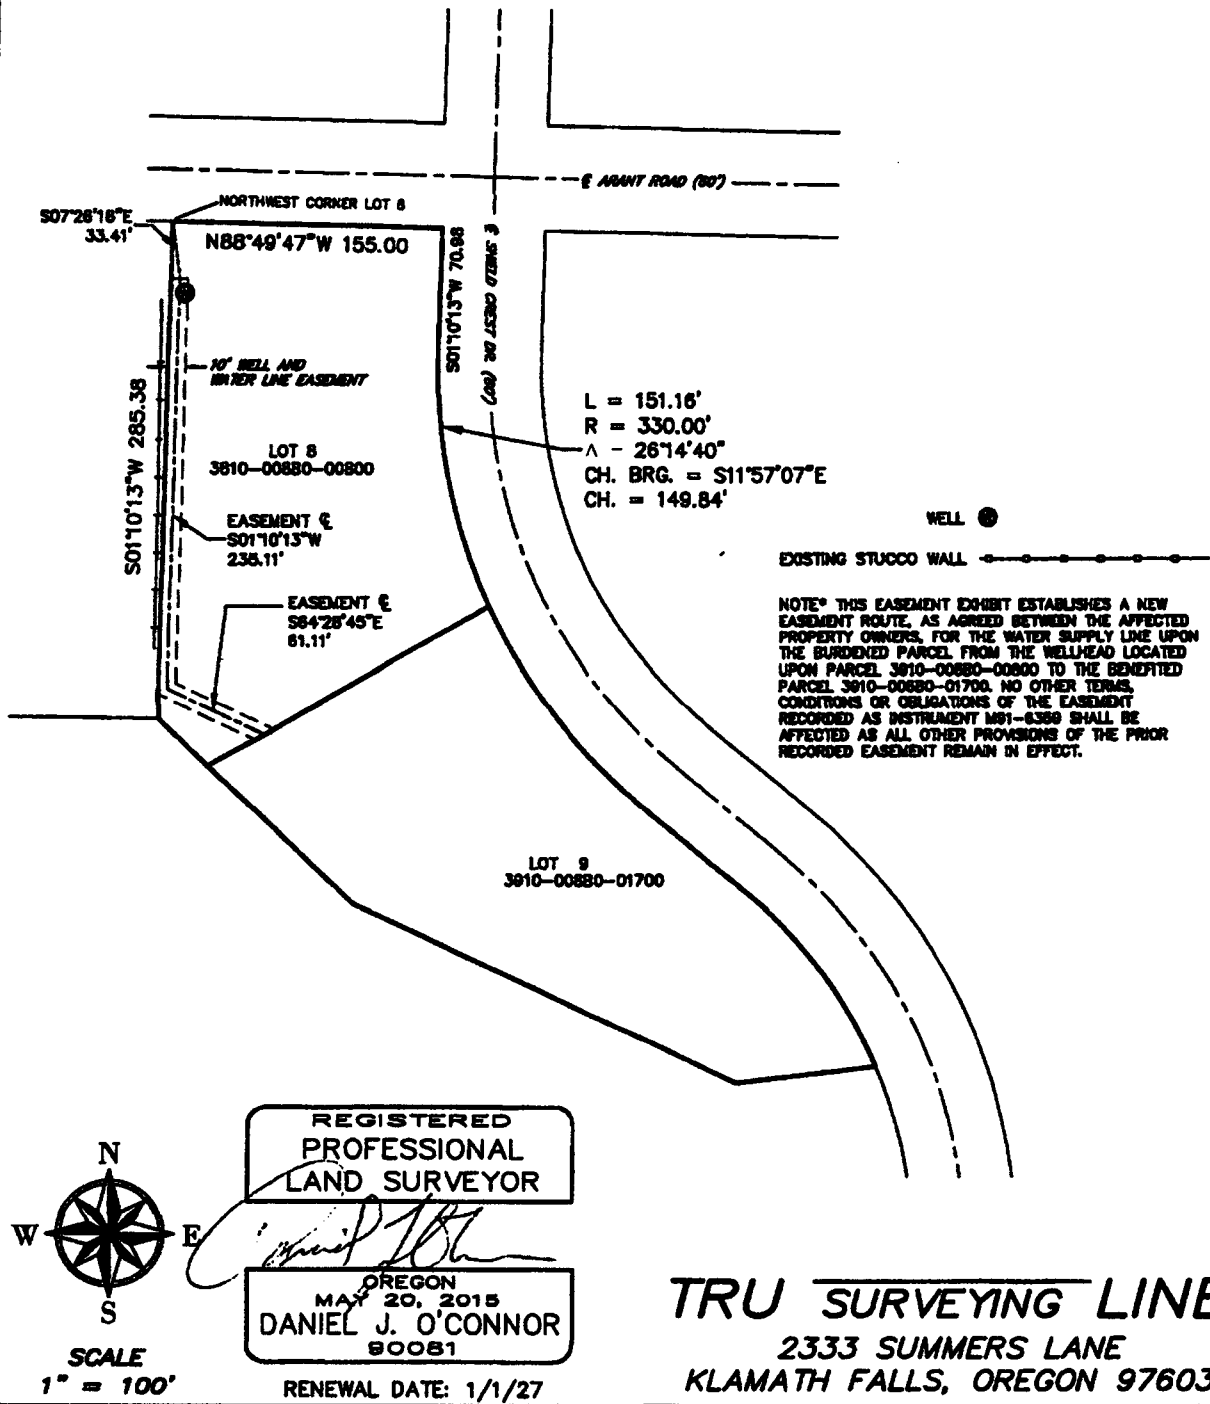 ℄ ARANT ROAD (60')
NORTHWEST CORNER LOT 8
S07°26'18"E
33.41'
N88°49'47"W 155.00
S01°10'13"W 70.98
℄ SHIELD CREST DR. (60')
10' WELL AND
WATER LINE EASEMENT
S01°10'13"W 285.38
L = 151.16'
R = 330.00'
Λ - 26°14'40"
CH. BRG. = S11°57'07"E
CH. = 149.84'
LOT 8
3910-008B0-00800
EASEMENT ℄
S01°10'13"W
235.11'
EASEMENT ℄
S64°28'45"E
61.11'
WELL
EXISTING STUCCO WALL
NOTE* THIS EASEMENT EXHIBIT ESTABLISHES A NEW
EASEMENT ROUTE, AS AGREED BETWEEN THE AFFECTED
PROPERTY OWNERS, FOR THE WATER SUPPLY LINE UPON
THE BURDENED PARCEL FROM THE WELLHEAD LOCATED
UPON PARCEL 3910-008B0-00800 TO THE BENEFITED
PARCEL 3910-008B0-01700. NO OTHER TERMS,
CONDITIONS OR OBLIGATIONS OF THE EASEMENT
RECORDED AS INSTRUMENT M91-6369 SHALL BE
AFFECTED AS ALL OTHER PROVISIONS OF THE PRIOR
RECORDED EASEMENT REMAIN IN EFFECT.
LOT 9
3910-008B0-01700
REGISTERED
PROFESSIONAL
LAND SURVEYOR
OREGON
MAY 20, 2015
DANIEL J. O'CONNOR
90081
RENEWAL DATE: 1/1/27
N
W E
S
SCALE
1" = 100'
TRU SURVEYING LINE
2333 SUMMERS LANE
KLAMATH FALLS, OREGON 97603